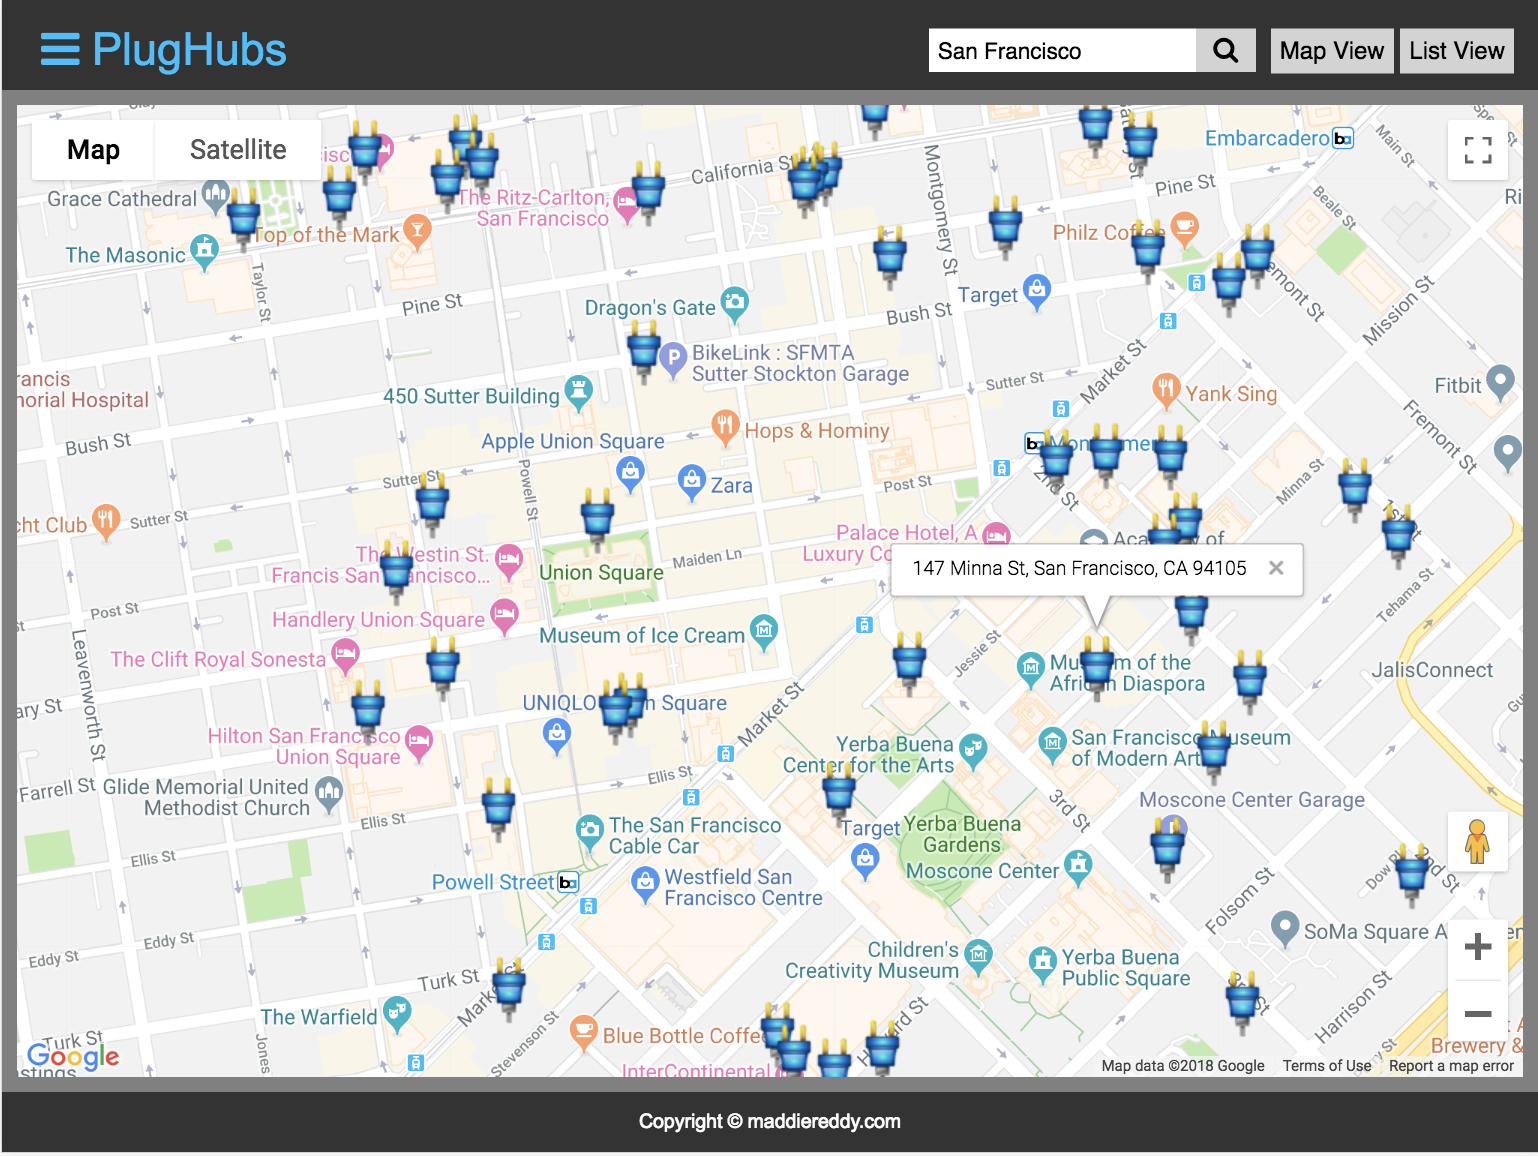 PlugHubs
San Francisco
Map View
List View
Map
Satellite
California St
Embarcadero
Main St
Grace Cathedral
The Ritz-Carlton,
San Francisco
Montgomery St
Pine St
Beale St
Top of the Mark
Philz Coffee
The Masonic
Taylor St
Pine St
Dragon's Gate
Target
Bush St
Fremont St
Mission St
BikeLink : SFMTA
Sutter Stockton Garage
Market St
Sutter St
450 Sutter Building
Yank Sing
Fitbit
Hops & Hominy
Fremont St
Bush St
Apple Union Square
Powell St
Zara
Post St
2nd St
Minna St
1st St
Sutter St
Sutter St
Palace Hotel, A
Academy of
147 Minna St, San Francisco, CA 94105
Maiden Ln
The Westin St.
Francis San Francisco...
Union Square
Tehama St
Post St
Handlery Union Square
Museum of Ice Cream
Jessie St
The Clift Royal Sonesta
Leavenworth St
Museum of the
African Diaspora
JalisConnect
UNIQLO
Square
Market St
Hilton San Francisco
Union Square
Yerba Buena
Center for the Arts
San Francisco Museum
of Modern Art
Farrell St
Glide Memorial United
Methodist Church
Ellis St
3rd St
Moscone Center Garage
Ellis St
The San Francisco
Cable Car
Target
Yerba Buena
Gardens
Ellis St
Moscone Center
2nd St
Powell Street
Westfield San
Francisco Centre
Folsom St
Eddy St
Eddy St
SoMa Square
Children's
Creativity Museum
Yerba Buena
Public Square
Turk St
Harrison St
The Warfield
Stevenson St
Blue Bottle Coffee
Turk St
Jones
InterContinental
Brewery &
Google
Map data ©2018 Google
Terms of Use
Report a map error
Copyright © maddiereddy.com